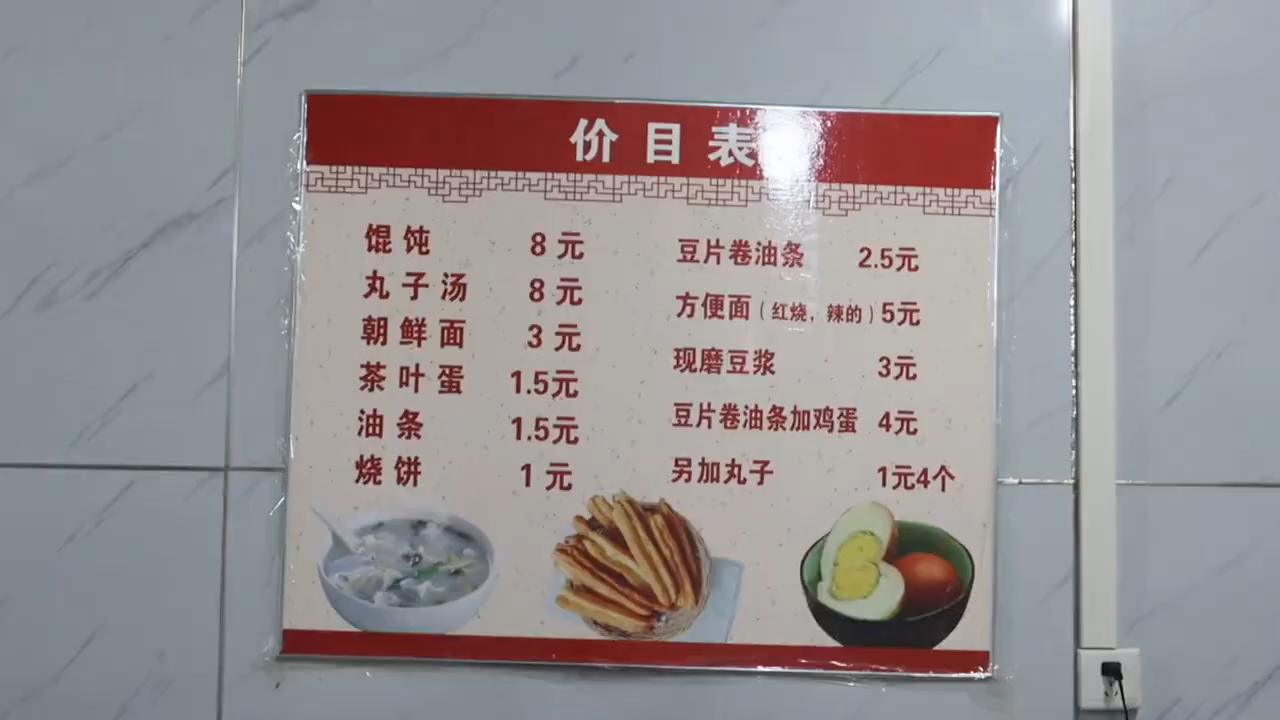 价目表
馄饨 8元
丸子汤 8元
朝鲜面 3元
茶叶蛋 1.5元
油条 1.5元
烧饼 1元
豆片卷油条 2.5元
方便面（红烧，辣的）5元
现磨豆浆 3元
豆片卷油条加鸡蛋 4元
另加丸子 1元4个